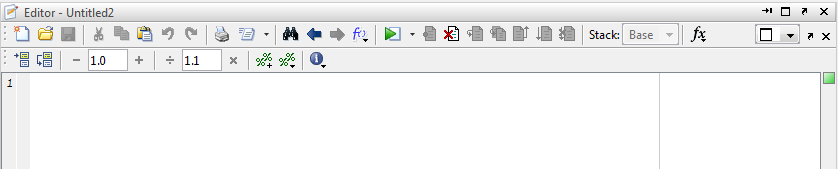 Editor - Untitled2
Stack: Base fx
1.0 1.1
1